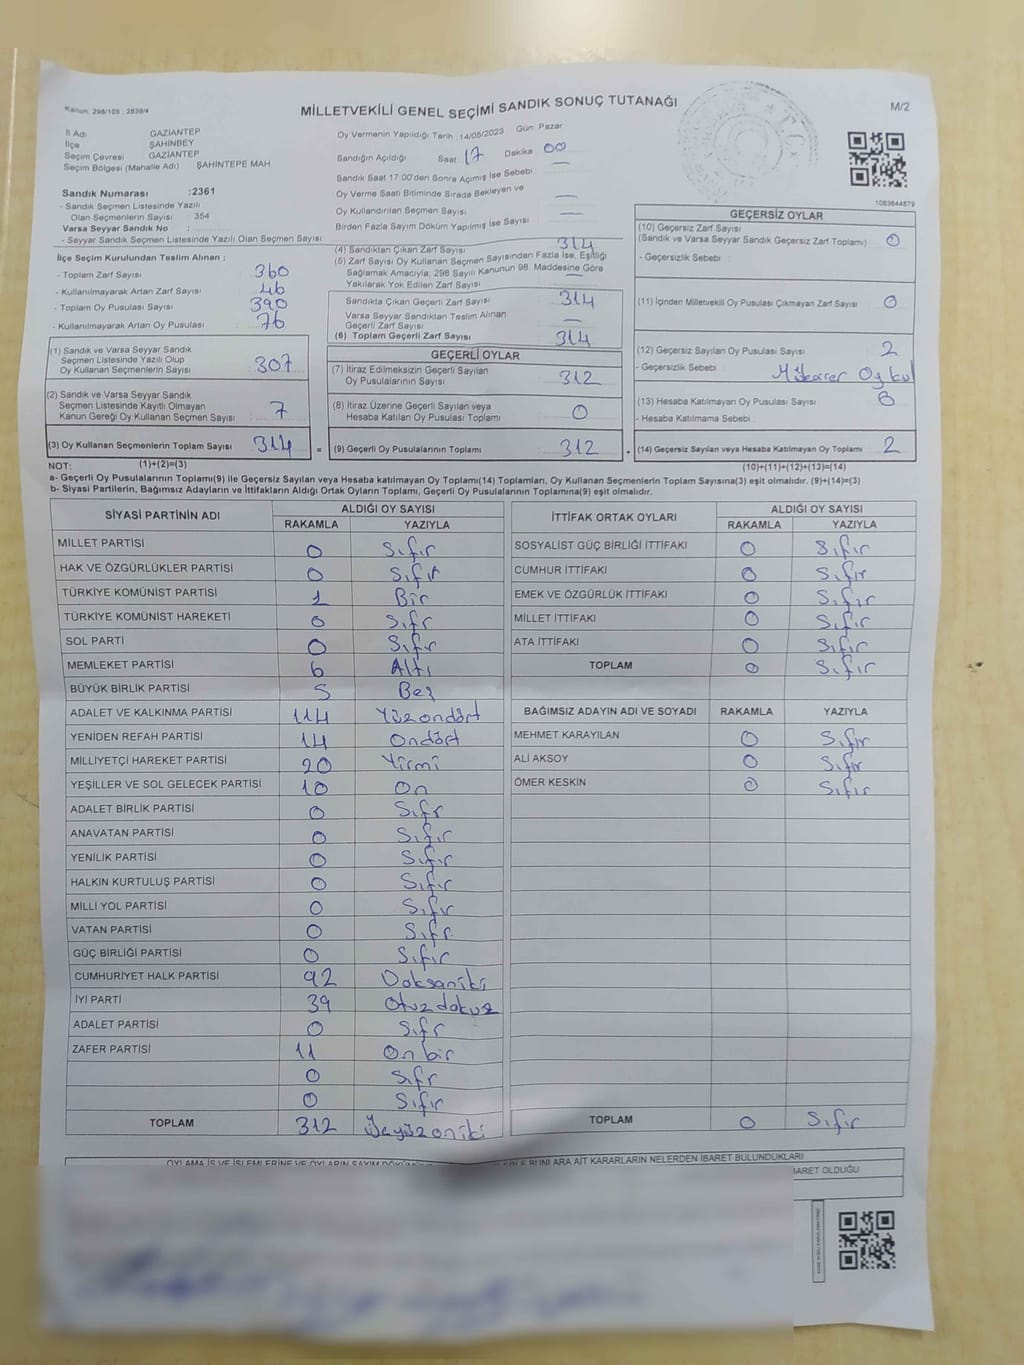 Kanun: 298/105 , 2839/4
MİLLETVEKİLİ GENEL SEÇİMİ SANDIK SONUÇ TUTANAĞI
M/2
İl Adı GAZİANTEP
İlçe ŞAHİNBEY
Seçim Çevresi GAZİANTEP
Seçim Bölgesi (Mahalle Adı) ŞAHİNTEPE MAH
Sandık Numarası :2361
- Sandık Seçmen Listesinde Yazılı
Olan Seçmenlerin Sayısı : 354
Varsa Seyyar Sandık No :
- Seyyar Sandık Seçmen Listesinde Yazılı Olan Seçmen Sayısı:
Oy Vermenin Yapıldığı Tarih 14/05/2023 Gün Pazar
Sandığın Açıldığı Saat 17 Dakika 00
Sandık Saat 17.00'den Sonra Açılmış İse Sebebi: —
Oy Verme Saati Bitiminde Sırada Bekleyen ve
Oy Kullandırılan Seçmen Sayısı —
Birden Fazla Sayım Döküm Yapılmış İse Sayısı —
1083644879
İlçe Seçim Kurulundan Teslim Alınan ;
- Toplam Zarf Sayısı : 360
- Kullanılmayarak Artan Zarf Sayısı : 46
- Toplam Oy Pusulası Sayısı : 390
- Kullanılmayarak Artan Oy Pusulası : 76
(4) Sandıktan Çıkan Zarf Sayısı 314
(5) Zarf Sayısı Oy Kullanan Seçmen Sayısından Fazla İse, Eşitliği
Sağlamak Amacıyla, 298 Sayılı Kanunun 98. Maddesine Göre
Yakılarak Yok Edilen Zarf Sayısı —
Sandıkta Çıkan Geçerli Zarf Sayısı 314
Varsa Seyyar Sandıktan Teslim Alınan
Geçerli Zarf Sayısı —
(6) Toplam Geçerli Zarf Sayısı 314
GEÇERSİZ OYLAR
(10) Geçersiz Zarf Sayısı 0
(Sandık ve Varsa Seyyar Sandık Geçersiz Zarf Toplamı)
- Geçersizlik Sebebi :
(11) İçinden Milletvekili Oy Pusulası Çıkmayan Zarf Sayısı 0
(12) Geçersiz Sayılan Oy Pusulası Sayısı 2
- Geçersizlik Sebebi :
(13) Hesaba Katılmayan Oy Pusulası Sayısı
- Hesaba Katılmama Sebebi :
(14) Geçersiz Sayılan veya Hesaba Katılmayan Oy Toplamı 2
(10)+(11)+(12)+(13)=(14)
(1) Sandık ve Varsa Seyyar Sandık
Seçmen Listesinde Yazılı Olup
Oy Kullanan Seçmenlerin Sayısı : 307
(2) Sandık ve Varsa Seyyar Sandık
Seçmen Listesinde Kayıtlı Olmayan
Kanun Gereği Oy Kullanan Seçmen Sayısı : 7
(3) Oy Kullanan Seçmenlerin Toplam Sayısı 314
(1)+(2)=(3)
GEÇERLİ OYLAR
(7) İtiraz Edilmeksizin Geçerli Sayılan
Oy Pusulalarının Sayısı : 312
(8) İtiraz Üzerine Geçerli Sayılan veya
Hesaba Katılan Oy Pusulaları Toplamı : 0
(9) Geçerli Oy Pusulalarının Toplamı : 312
NOT:
a- Geçerli Oy Pusulalarının Toplamı(9) ile Geçersiz Sayılan veya Hesaba katılmayan Oy Toplamı(14) Toplamları, Oy Kullanan Seçmenlerin Toplam Sayısına(3) eşit olmalıdır. (9)+(14)=(3)
b- Siyasi Partilerin, Bağımsız Adayların ve İttifakların Aldığı Ortak Oyların Toplamı, Geçerli Oy Pusulalarının Toplamına(9) eşit olmalıdır.
SİYASİ PARTİNİN ADI ALDIĞI OY SAYISI
RAKAMLA YAZIYLA
MİLLET PARTİSİ 0 Sıfır
HAK VE ÖZGÜRLÜKLER PARTİSİ 0 Sıfır
TÜRKİYE KOMÜNİST PARTİSİ 1 Bir
TÜRKİYE KOMÜNİST HAREKETİ 0 Sıfır
SOL PARTİ 0 Sıfır
MEMLEKET PARTİSİ 6 Altı
BÜYÜK BİRLİK PARTİSİ 5 Beş
ADALET VE KALKINMA PARTİSİ 114 Yüzondört
YENİDEN REFAH PARTİSİ 14 Ondört
MİLLİYETÇİ HAREKET PARTİSİ 20 Yirmi
YEŞİLLER VE SOL GELECEK PARTİSİ 10 On
ADALET BİRLİK PARTİSİ 0 Sıfır
ANAVATAN PARTİSİ 0 Sıfır
YENİLİK PARTİSİ 0 Sıfır
HALKIN KURTULUŞ PARTİSİ 0 Sıfır
MİLLİ YOL PARTİSİ 0 Sıfır
VATAN PARTİSİ 0 Sıfır
GÜÇ BİRLİĞİ PARTİSİ 0 Sıfır
CUMHURİYET HALK PARTİSİ 92 Doksaniki
İYİ PARTİ 39 Otuzdokuz
ADALET PARTİSİ 0 Sıfır
ZAFER PARTİSİ 11 On bir
0 Sıfır
0 Sıfır
TOPLAM 312 Üçyüzoniki
İTTİFAK ORTAK OYLARI ALDIĞI OY SAYISI
RAKAMLA YAZIYLA
SOSYALİST GÜÇ BİRLİĞİ İTTİFAKI 0 Sıfır
CUMHUR İTTİFAKI 0 Sıfır
EMEK VE ÖZGÜRLÜK İTTİFAKI 0 Sıfır
MİLLET İTTİFAKI 0 Sıfır
ATA İTTİFAKI 0 Sıfır
TOPLAM 0 Sıfır
BAĞIMSIZ ADAYIN ADI VE SOYADI RAKAMLA YAZIYLA
MEHMET KARAYILAN 0 Sıfır
ALİ AKSOY 0 Sıfır
ÖMER KESKİN 0 Sıfır
TOPLAM 0 Sıfır